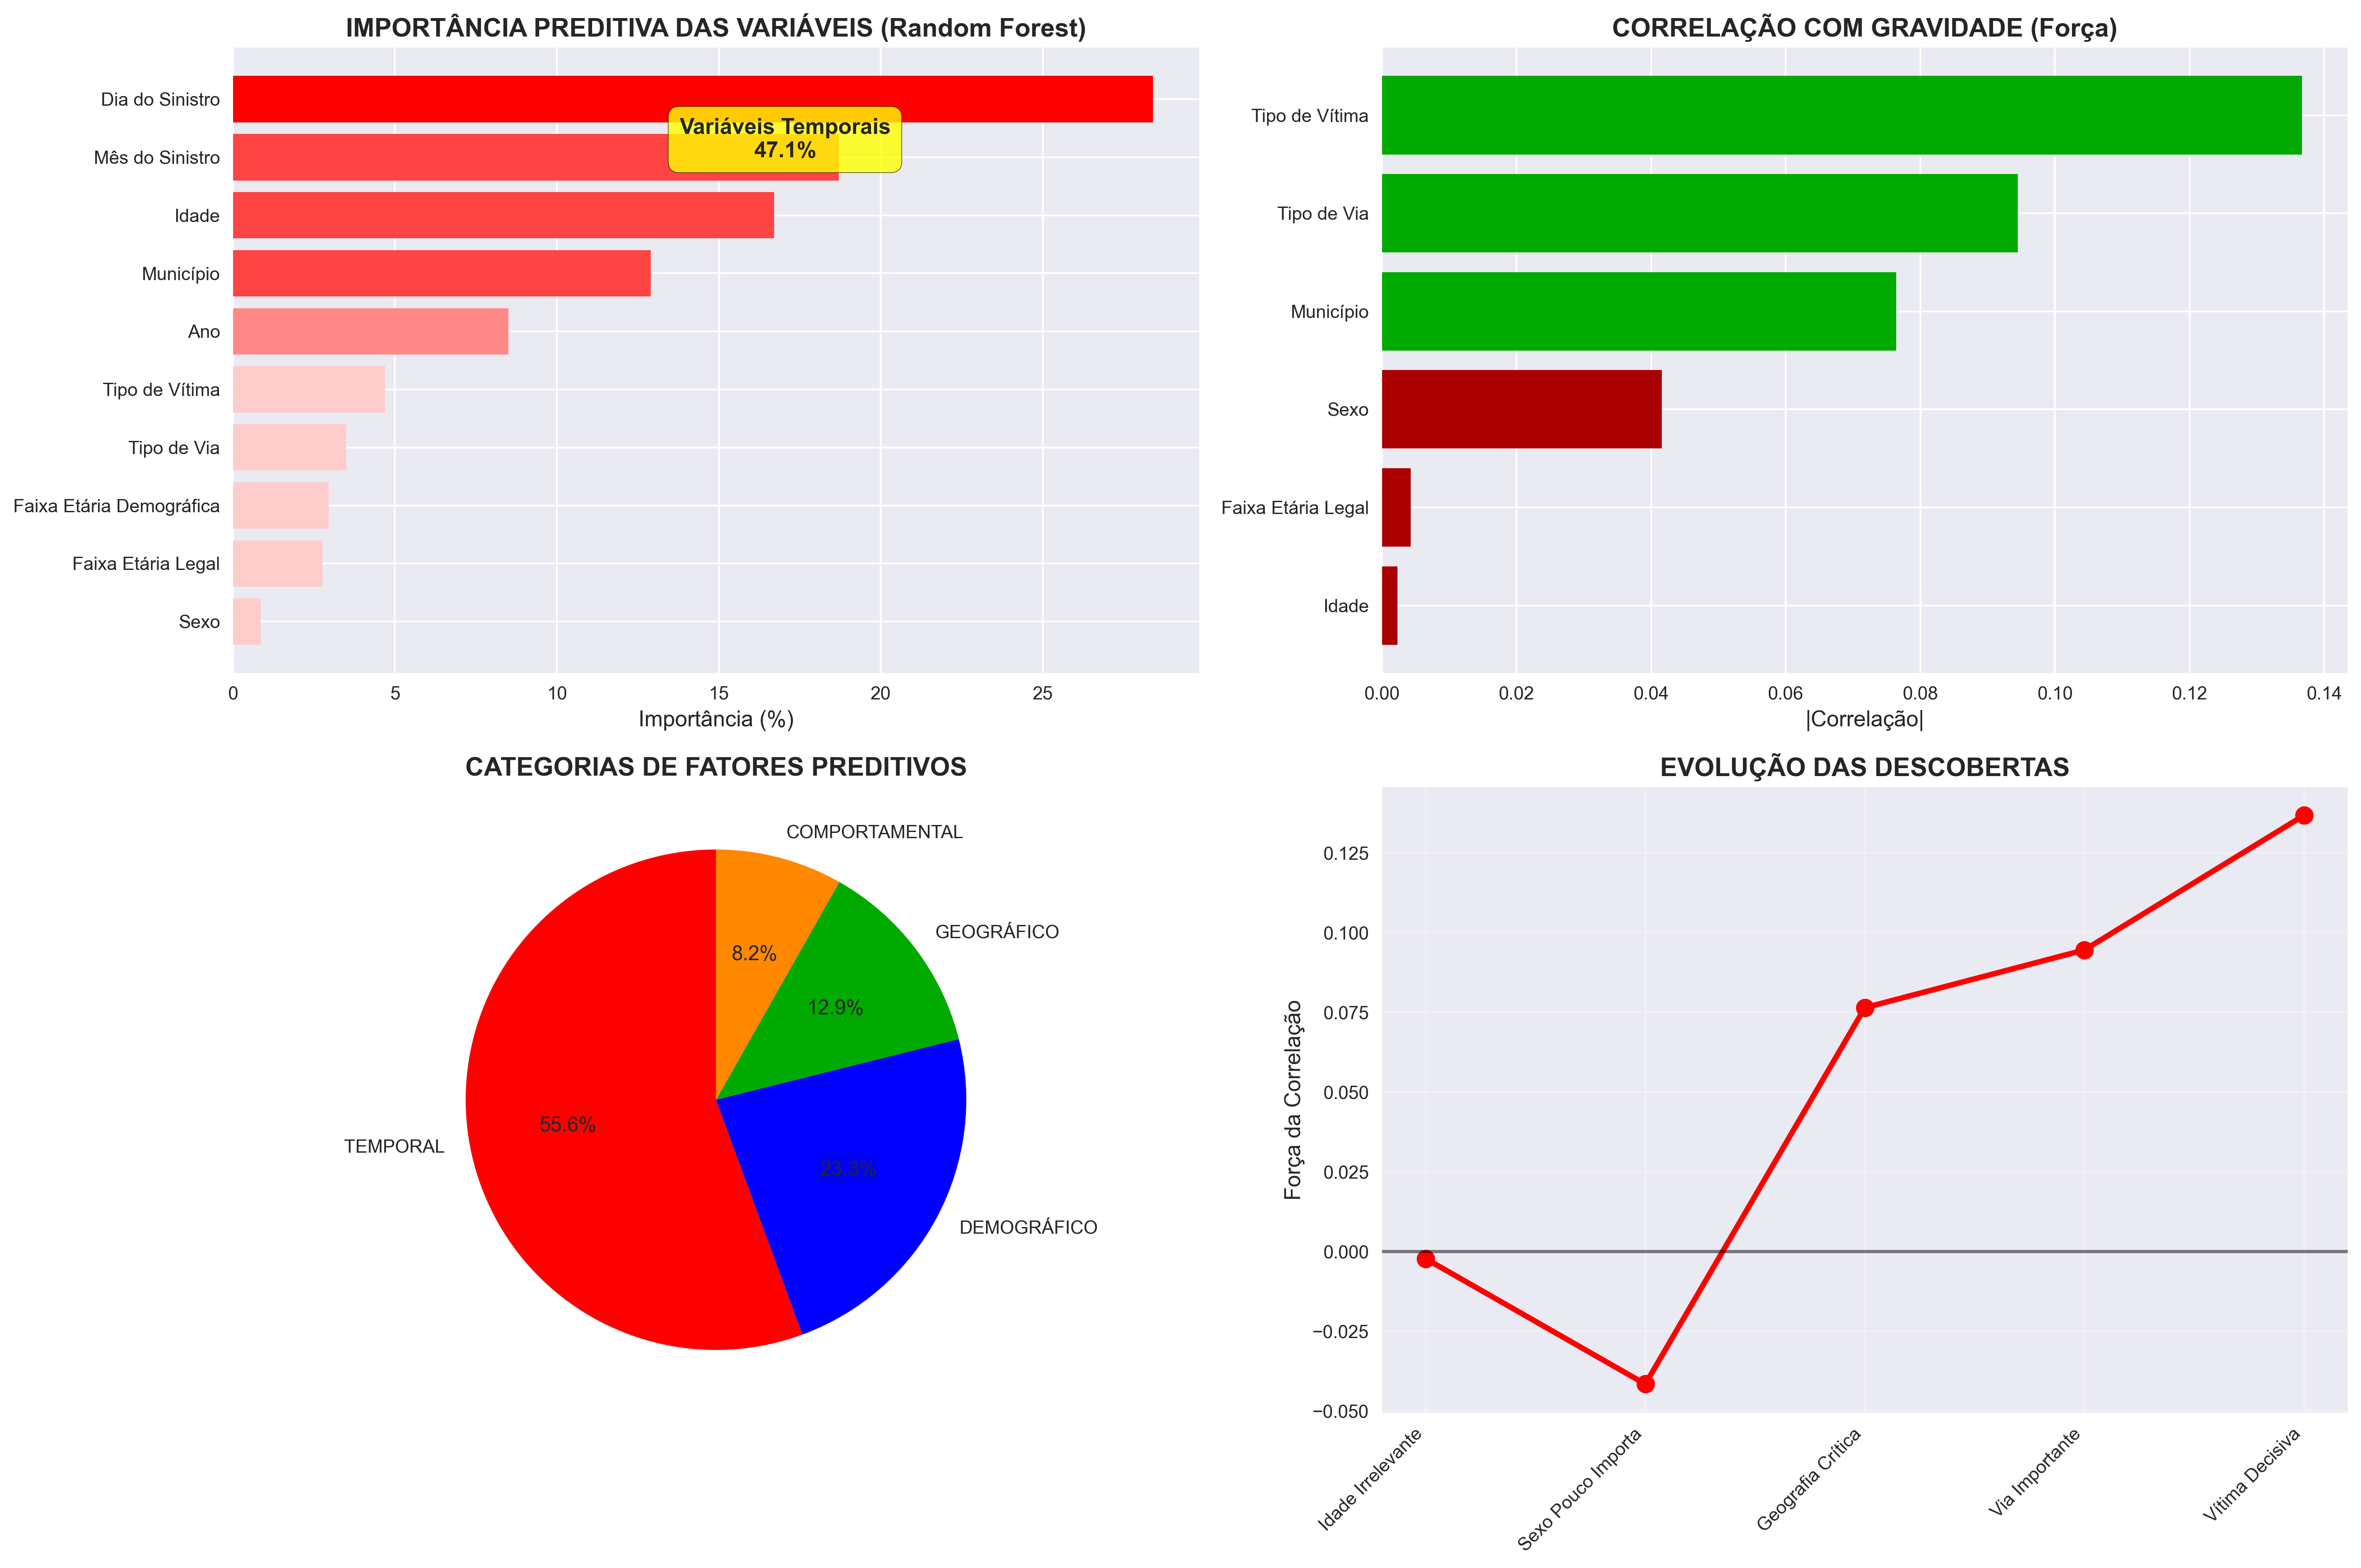 IMPORTÂNCIA PREDITIVA DAS VARIÁVEIS (Random Forest)
Dia do Sinistro
Mês do Sinistro
Idade
Município
Ano
Tipo de Vítima
Tipo de Via
Faixa Etária Demográfica
Faixa Etária Legal
Sexo
Variáveis Temporais
47.1%
0 5 10 15 20 25
Importância (%)
CORRELAÇÃO COM GRAVIDADE (Força)
Tipo de Vítima
Tipo de Via
Município
Sexo
Faixa Etária Legal
Idade
0.00 0.02 0.04 0.06 0.08 0.10 0.12 0.14
|Correlação|
CATEGORIAS DE FATORES PREDITIVOS
COMPORTAMENTAL
8.2%
GEOGRÁFICO
12.9%
TEMPORAL
55.6%
DEMOGRÁFICO
23.3%
EVOLUÇÃO DAS DESCOBERTAS
Força da Correlação
0.125
0.100
0.075
0.050
0.025
0.000
−0.025
−0.050
Idade Irrelevante
Sexo Pouco Importa
Geografia Crítica
Via Importante
Vítima Decisiva